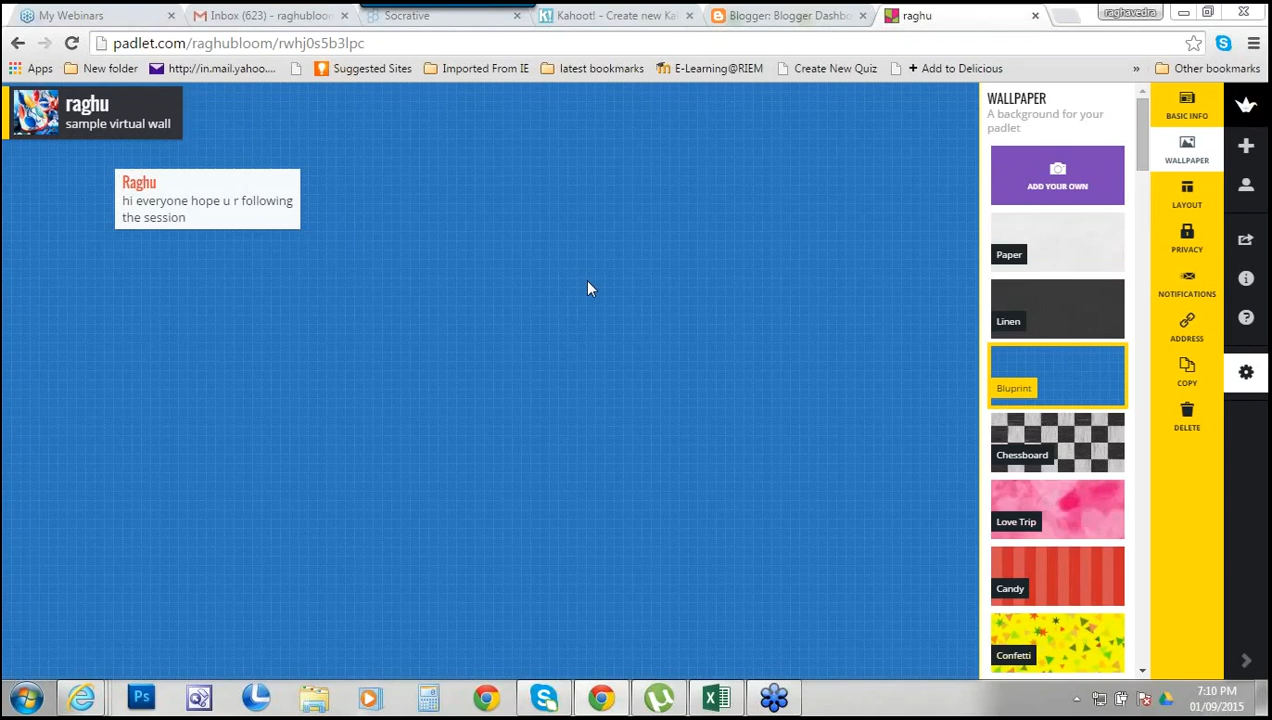 My Webinars
Inbox (623) - raghubloon
Socrative
Kahoot! - Create new Ka
Blogger: Blogger Dashbo
raghu
raghavedra
padlet.com/raghubloom/rwhj0s5b3lpc
Apps
New folder
http://in.mail.yahoo....
Suggested Sites
Imported From IE
latest bookmarks
E-Learning@RIEM
Create New Quiz
+ Add to Delicious
»
Other bookmarks
raghu
sample virtual wall
Raghu
hi everyone hope u r following
the session
WALLPAPER
A background for your
padlet
ADD YOUR OWN
Paper
Linen
Bluprint
Chessboard
Love Trip
Candy
Confetti
BASIC INFO
WALLPAPER
LAYOUT
PRIVACY
NOTIFICATIONS
ADDRESS
COPY
DELETE
Ps
7:10 PM
01/09/2015